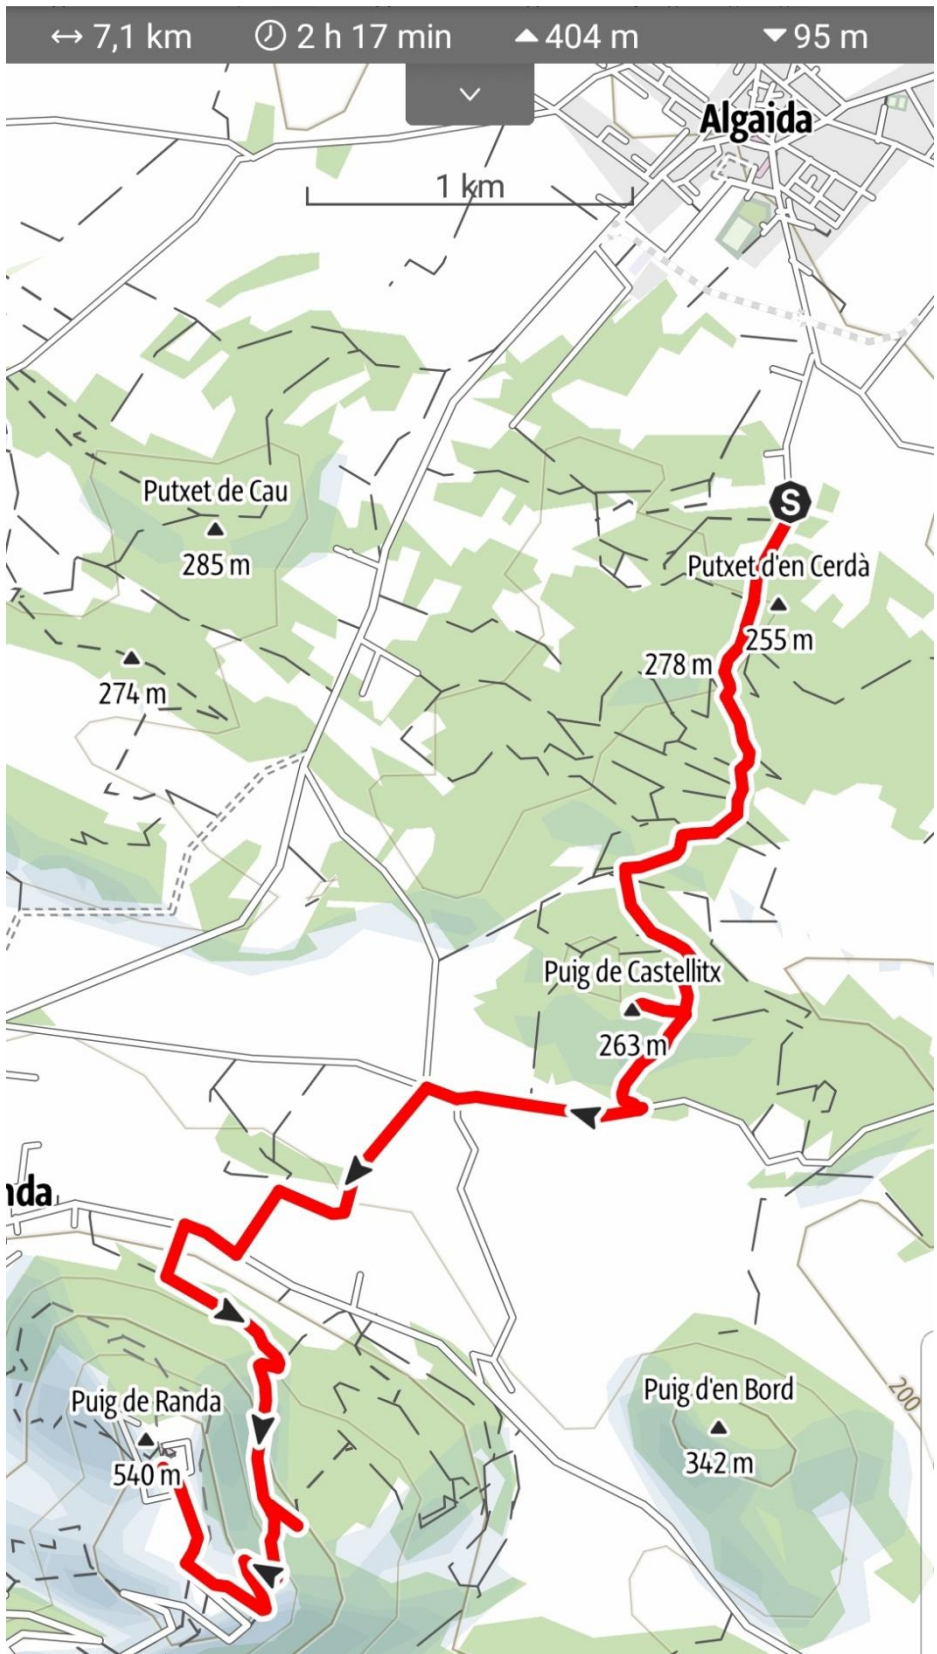 ↔ 7,1 km 2 h 17 min ▲ 404 m ▼ 95 m
Algaida
1 km
Putxet de Cau
285 m
S
Putxet d'en Cerdà
255 m
278 m
274 m
Puig de Castellitx
263 m
nda
Puig de Randa
540 m
Puig d'en Bord
342 m
200